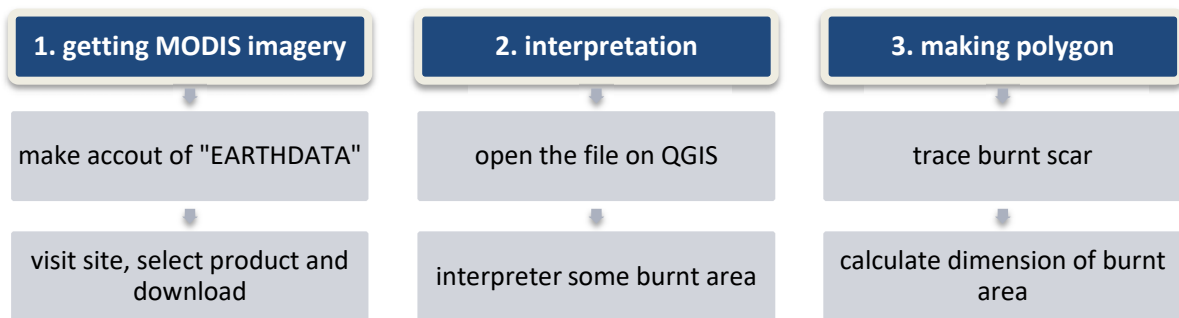 1. getting MODIS imagery
make accout of "EARTHDATA"
visit site, select product and
download
2. interpretation
open the file on QGIS
interpreter some burnt area
3. making polygon
trace burnt scar
calculate dimension of burnt
area